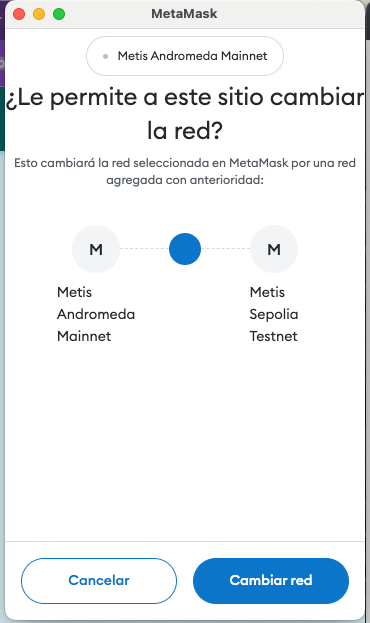 MetaMask
Metis Andromeda Mainnet
¿Le permite a este sitio cambiar
la red?
Esto cambiará la red seleccionada en MetaMask por una red
agregada con anterioridad:
M
M
Metis
Andromeda
Mainnet
Metis
Sepolia
Testnet
Cancelar
Cambiar red